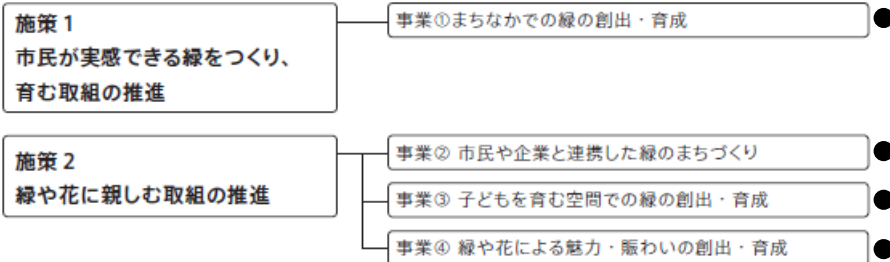 施策 1
市民が実感できる緑をつくり、
育む取組の推進
事業①まちなかでの緑の創出・育成
施策 2
緑や花に親しむ取組の推進
事業② 市民や企業と連携した緑のまちづくり
事業③ 子どもを育む空間での緑の創出・育成
事業④ 緑や花による魅力・賑わいの創出・育成